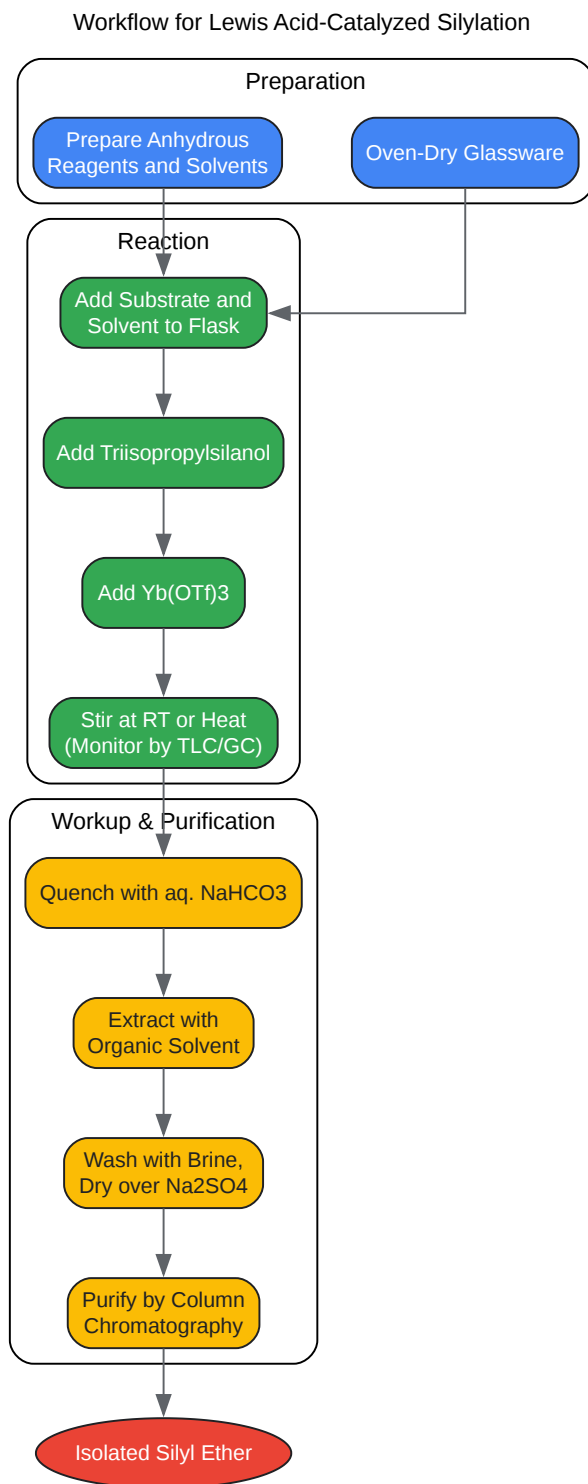 Workflow for Lewis Acid-Catalyzed Silylation
Preparation
Prepare Anhydrous
Reagents and Solvents
Oven-Dry Glassware
Reaction
Add Substrate and
Solvent to Flask
Add Triisopropylsilanol
Add Yb(OTf)3
Stir at RT or Heat
(Monitor by TLC/GC)
Workup & Purification
Quench with aq. NaHCO3
Extract with
Organic Solvent
Wash with Brine,
Dry over Na2SO4
Purify by Column
Chromatography
Isolated Silyl Ether